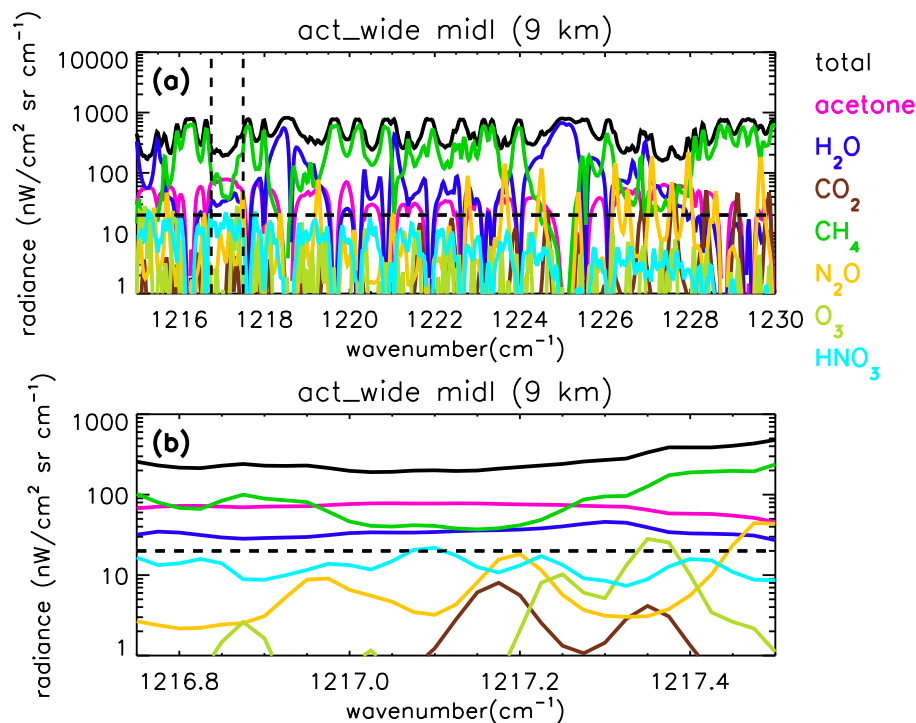 act_wide midl (9 km)
(a)
10000
1000
100
10
1
radiance (nW/cm² sr cm⁻¹)
1216 1218 1220 1222 1224 1226 1228 1230
wavenumber(cm⁻¹)
total
acetone
H₂O
CO₂
CH₄
N₂O
O₃
HNO₃
act_wide midl (9 km)
(b)
1000
100
10
1
radiance (nW/cm² sr cm⁻¹)
1216.8 1217.0 1217.2 1217.4
wavenumber(cm⁻¹)